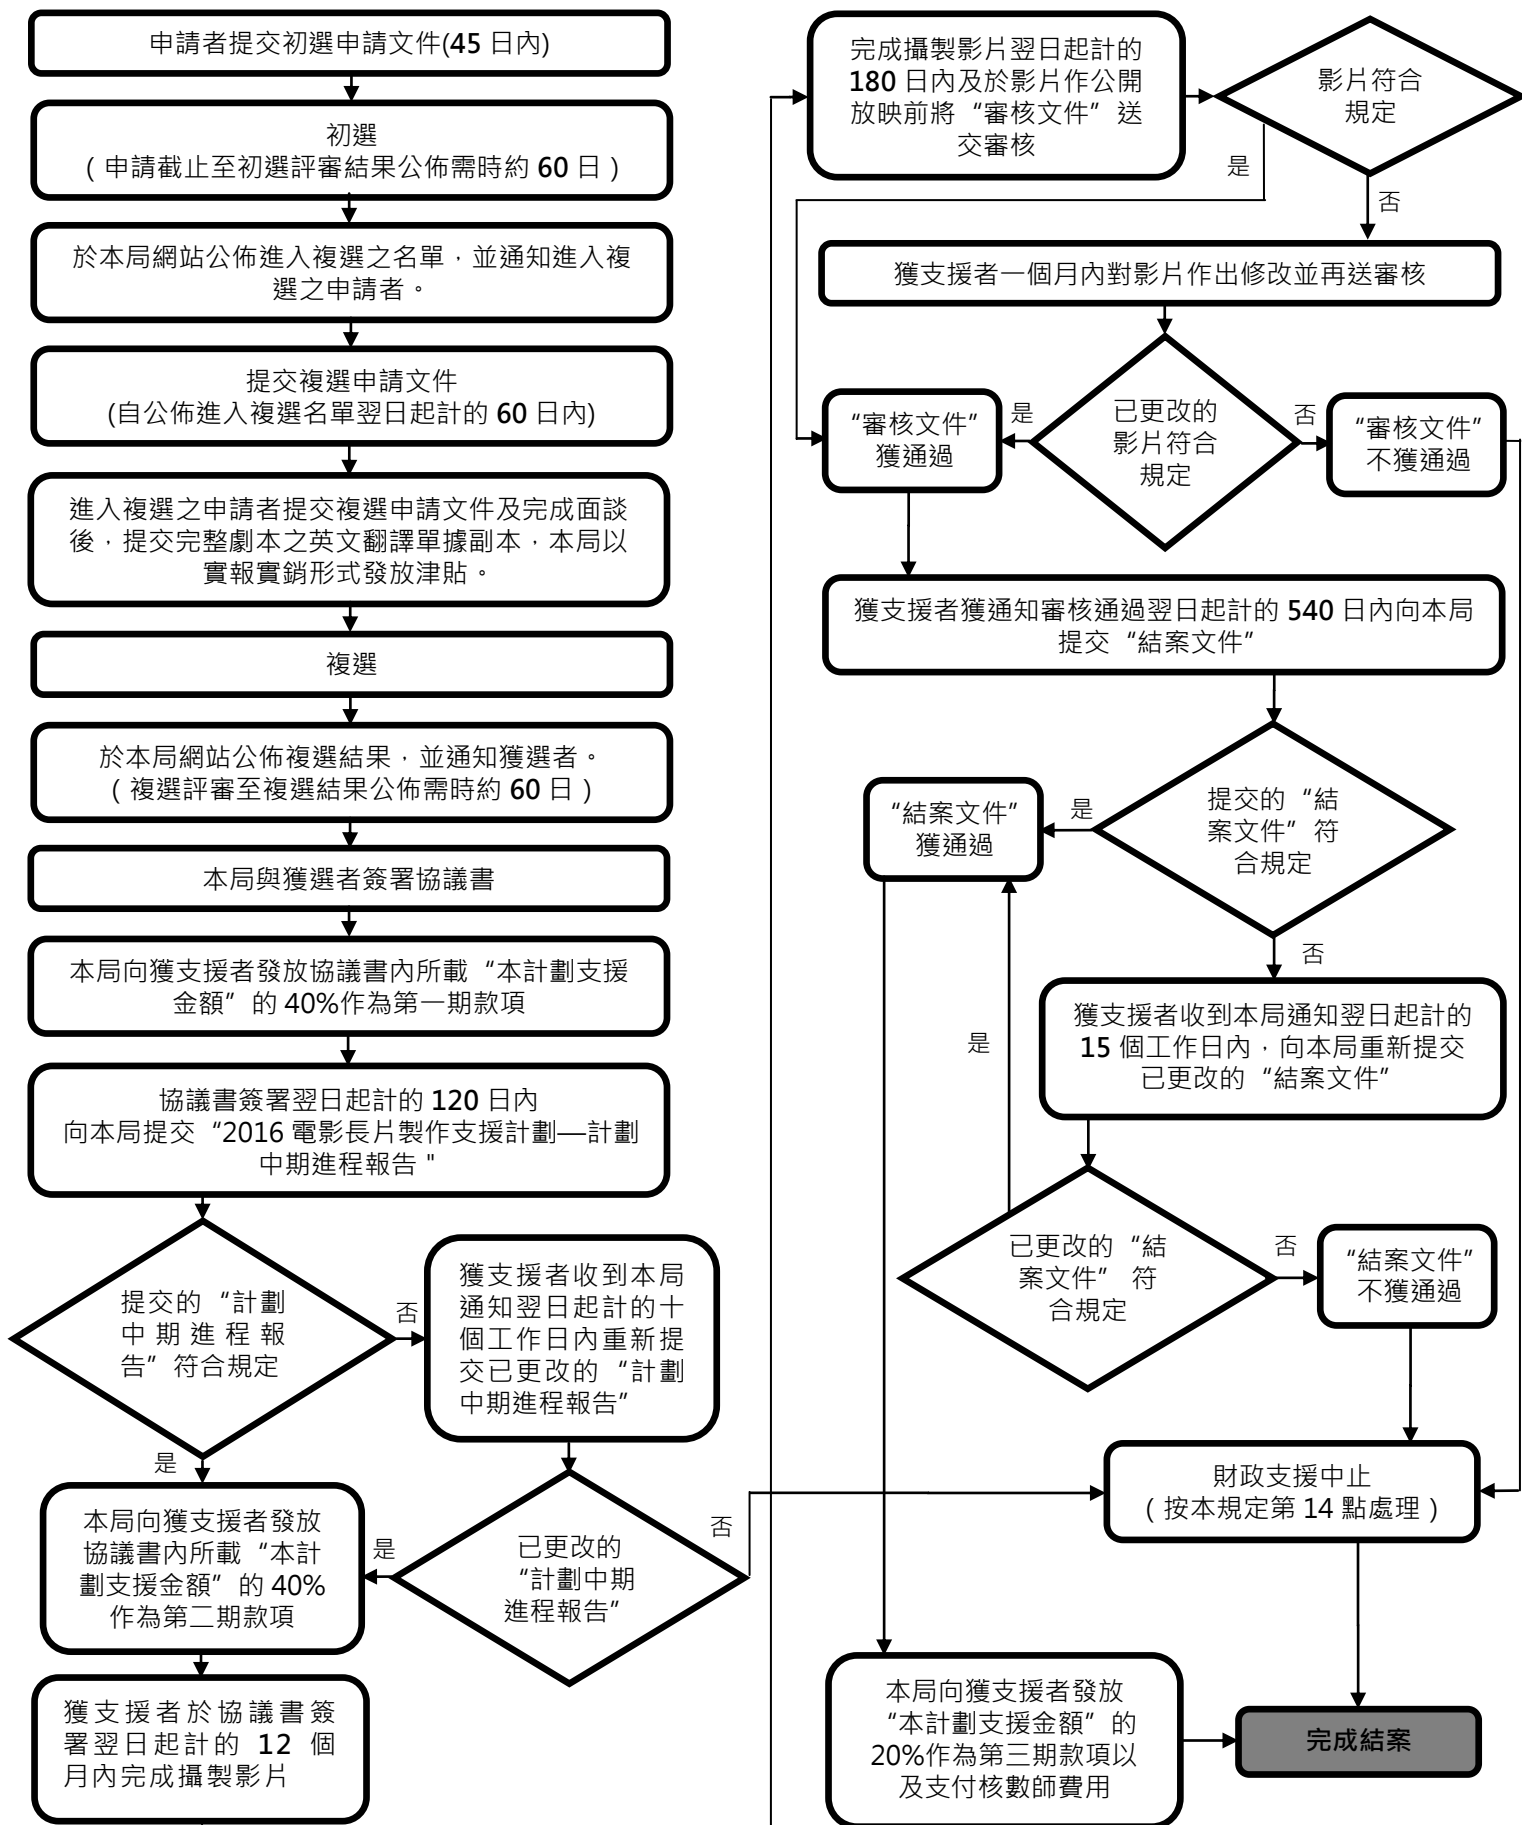 申請者提交初選申請文件(45 日內)
初選
( 申請截止至初選評審結果公佈需時約 60 日 )
於本局網站公佈進入複選之名單，並通知進入複
選之申請者。
提交複選申請文件
(自公佈進入複選名單翌日起計的 60 日內)
進入複選之申請者提交複選申請文件及完成面談
後，提交完整劇本之英文翻譯單據副本，本局以
實報實銷形式發放津貼。
複選
於本局網站公佈複選結果，並通知獲選者。
( 複選評審至複選結果公佈需時約 60 日 )
本局與獲選者簽署協議書
本局向獲支援者發放協議書內所載“本計劃支援
金額”的 40%作為第一期款項
協議書簽署翌日起計的 120 日內
向本局提交“2016 電影長片製作支援計劃—計劃
中期進程報告 "
提交的“計劃
中期進程報
告”符合規定
否
獲支援者收到本局
通知翌日起計的十
個工作日內重新提
交已更改的“計劃
中期進程報告”
是
本局向獲支援者發放
協議書內所載“本計
劃支援金額”的 40%
作為第二期款項
是
已更改的
“計劃中期
進程報告”
否
獲支援者於協議書簽
署翌日起計的 12 個
月內完成攝製影片
完成攝製影片翌日起計的
180 日內及於影片作公開
放映前將“審核文件”送
交審核
影片符合
規定
是
否
獲支援者一個月內對影片作出修改並再送審核
“審核文件”
獲通過
是
已更改的
影片符合
規定
否
“審核文件”
不獲通過
獲支援者獲通知審核通過翌日起計的 540 日內向本局
提交“結案文件”
“結案文件”
獲通過
是
提交的“結
案文件”符
合規定
否
獲支援者收到本局通知翌日起計的
15 個工作日內，向本局重新提交
已更改的“結案文件”
是
已更改的“結
案文件” 符
合規定
否
“結案文件”
不獲通過
財政支援中止
( 按本規定第 14 點處理 )
本局向獲支援者發放
“本計劃支援金額”的
20%作為第三期款項以
及支付核數師費用
完成結案